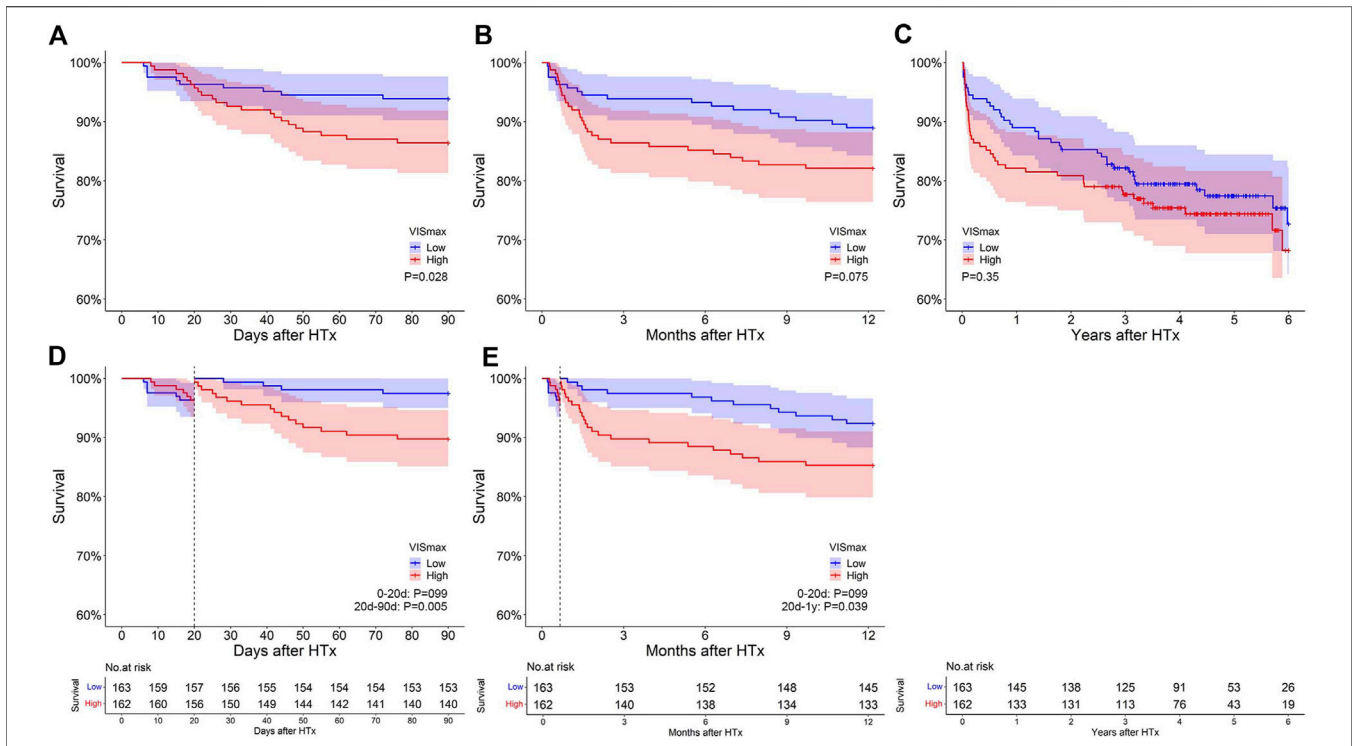 A
B
C
100%
90%
80%
70%
60%
Survival
VISmax
Low
High
P=0.028
0 10 20 30 40 50 60 70 80 90
Days after HTx
100%
90%
80%
70%
60%
Survival
VISmax
Low
High
P=0.075
0 3 6 9 12
Months after HTx
100%
90%
80%
70%
60%
Survival
VISmax
Low
High
P=0.35
0 1 2 3 4 5 6
Years after HTx
D
E
100%
90%
80%
70%
60%
Survival
VISmax
Low
High
0-20d: P=099
20d-90d: P=0.005
0 10 20 30 40 50 60 70 80 90
Days after HTx
100%
90%
80%
70%
60%
Survival
VISmax
Low
High
0-20d: P=099
20d-1y: P=0.039
0 3 6 9 12
Months after HTx
No.at risk
Survival
Low 163 159 157 156 155 154 154 154 153 153
High 162 160 156 150 149 144 142 141 140 140
0 10 20 30 40 50 60 70 80 90
Days after HTx
No.at risk
Survival
Low 163 153 152 148 145
High 162 140 138 134 133
0 3 6 9 12
Months after HTx
No.at risk
Survival
Low 163 145 138 125 91 53 26
High 162 133 131 113 76 43 19
0 1 2 3 4 5 6
Years after HTx